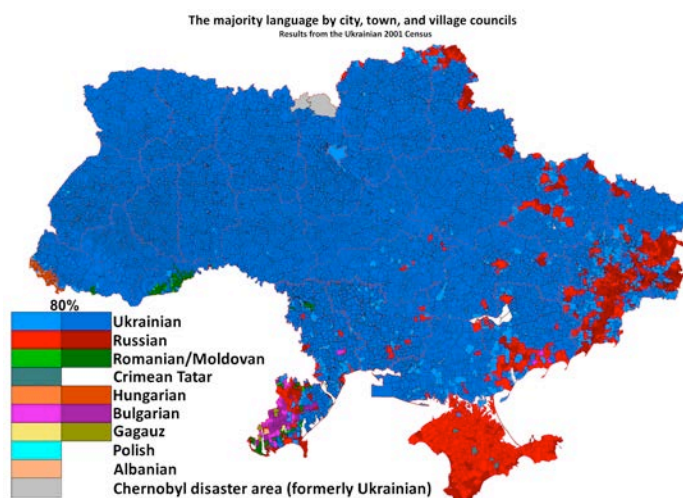 The majority language by city, town, and village councils
Results from the Ukrainian 2001 Census
80%
Ukrainian
Russian
Romanian/Moldovan
Crimean Tatar
Hungarian
Bulgarian
Gagauz
Polish
Albanian
Chernobyl disaster area (formerly Ukrainian)